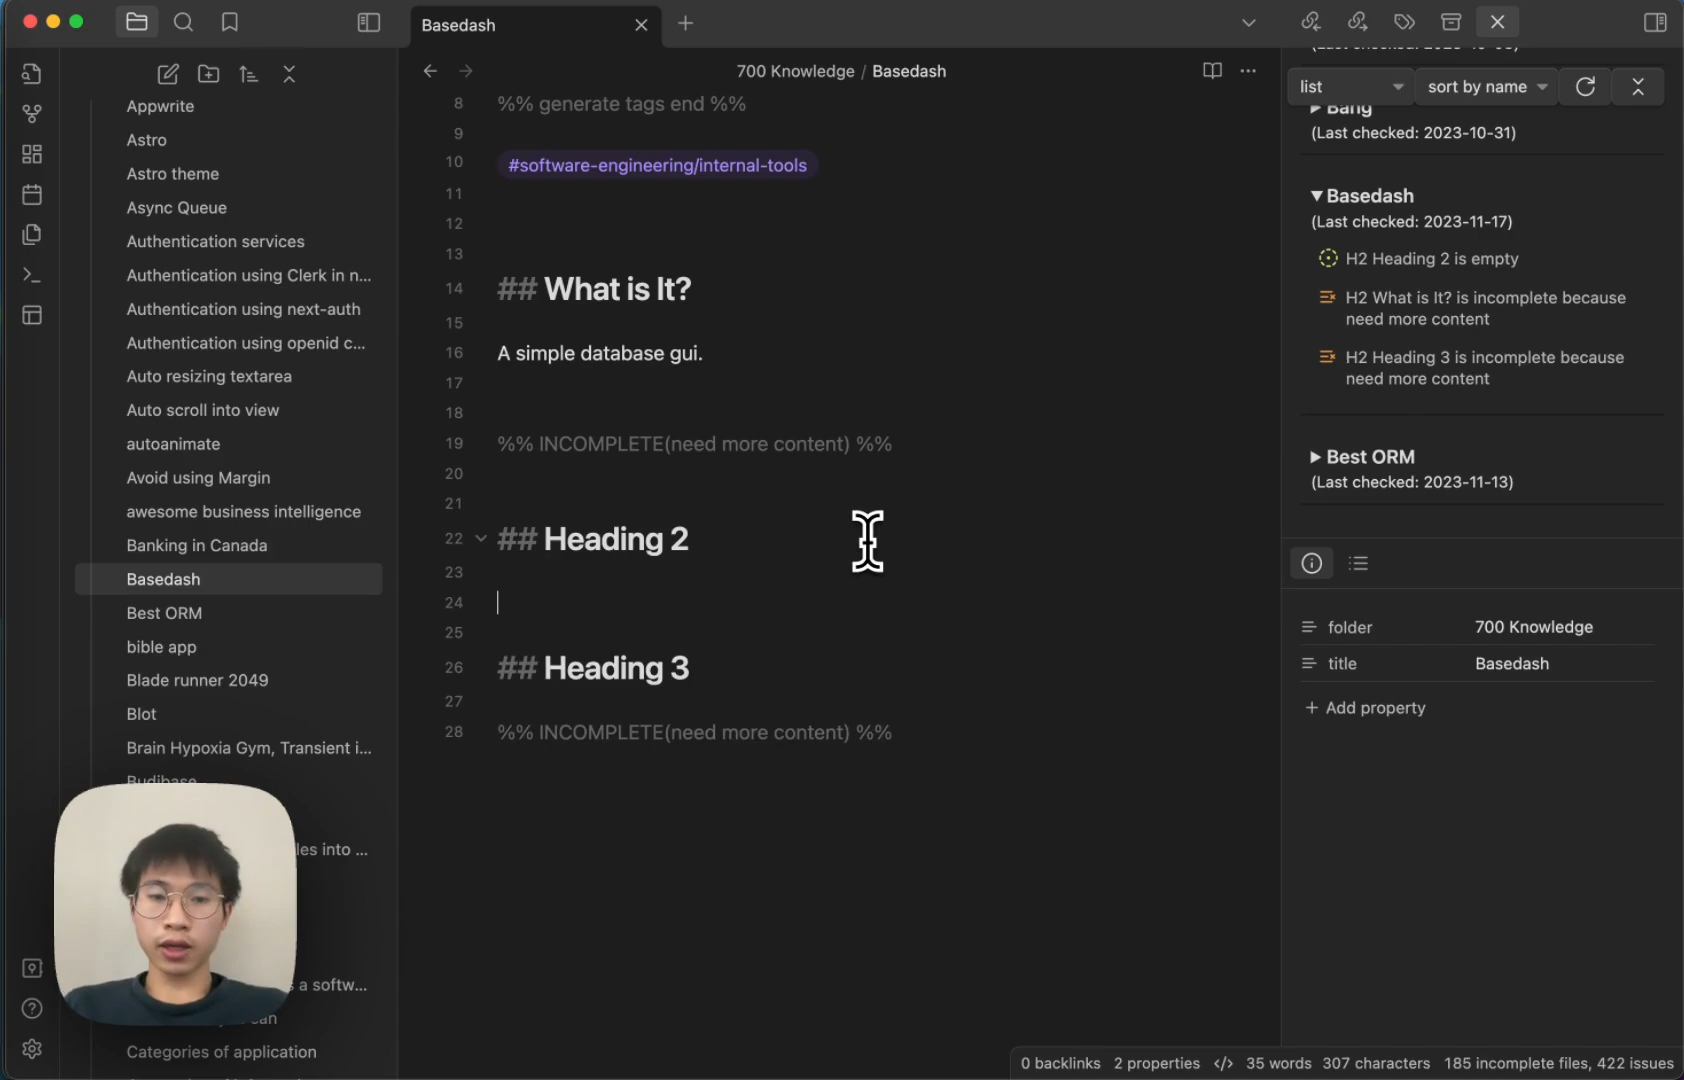 Basedash
700 Knowledge / Basedash
Appwrite
Astro
Astro theme
Async Queue
Authentication services
Authentication using Clerk in n...
Authentication using next-auth
Authentication using openid c...
Auto resizing textarea
Auto scroll into view
autoanimate
Avoid using Margin
awesome business intelligence
Banking in Canada
Basedash
Best ORM
bible app
Blade runner 2049
Blot
Brain Hypoxia Gym, Transient i...
Budibase
les into ...
a softw...
Categories of application
8 %% generate tags end %%
9
10 #software-engineering/internal-tools
11
12
13
14 ## What is It?
15
16 A simple database gui.
17
18
19 %% INCOMPLETE(need more content) %%
20
21
22 ## Heading 2
23
24
25
26 ## Heading 3
27
28 %% INCOMPLETE(need more content) %%
list
sort by name
Bang
(Last checked: 2023-10-31)
Basedash
(Last checked: 2023-11-17)
H2 Heading 2 is empty
H2 What is It? is incomplete because
need more content
H2 Heading 3 is incomplete because
need more content
Best ORM
(Last checked: 2023-11-13)
folder 700 Knowledge
title Basedash
+ Add property
0 backlinks 2 properties </> 35 words 307 characters 185 incomplete files, 422 issues